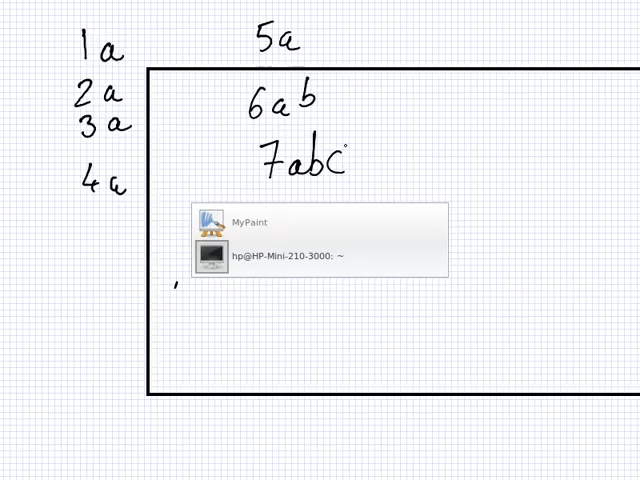 1a
2a
3a
4a
5a
6ab
7abc
MyPaint
hp@HP-Mini-210-3000: ~